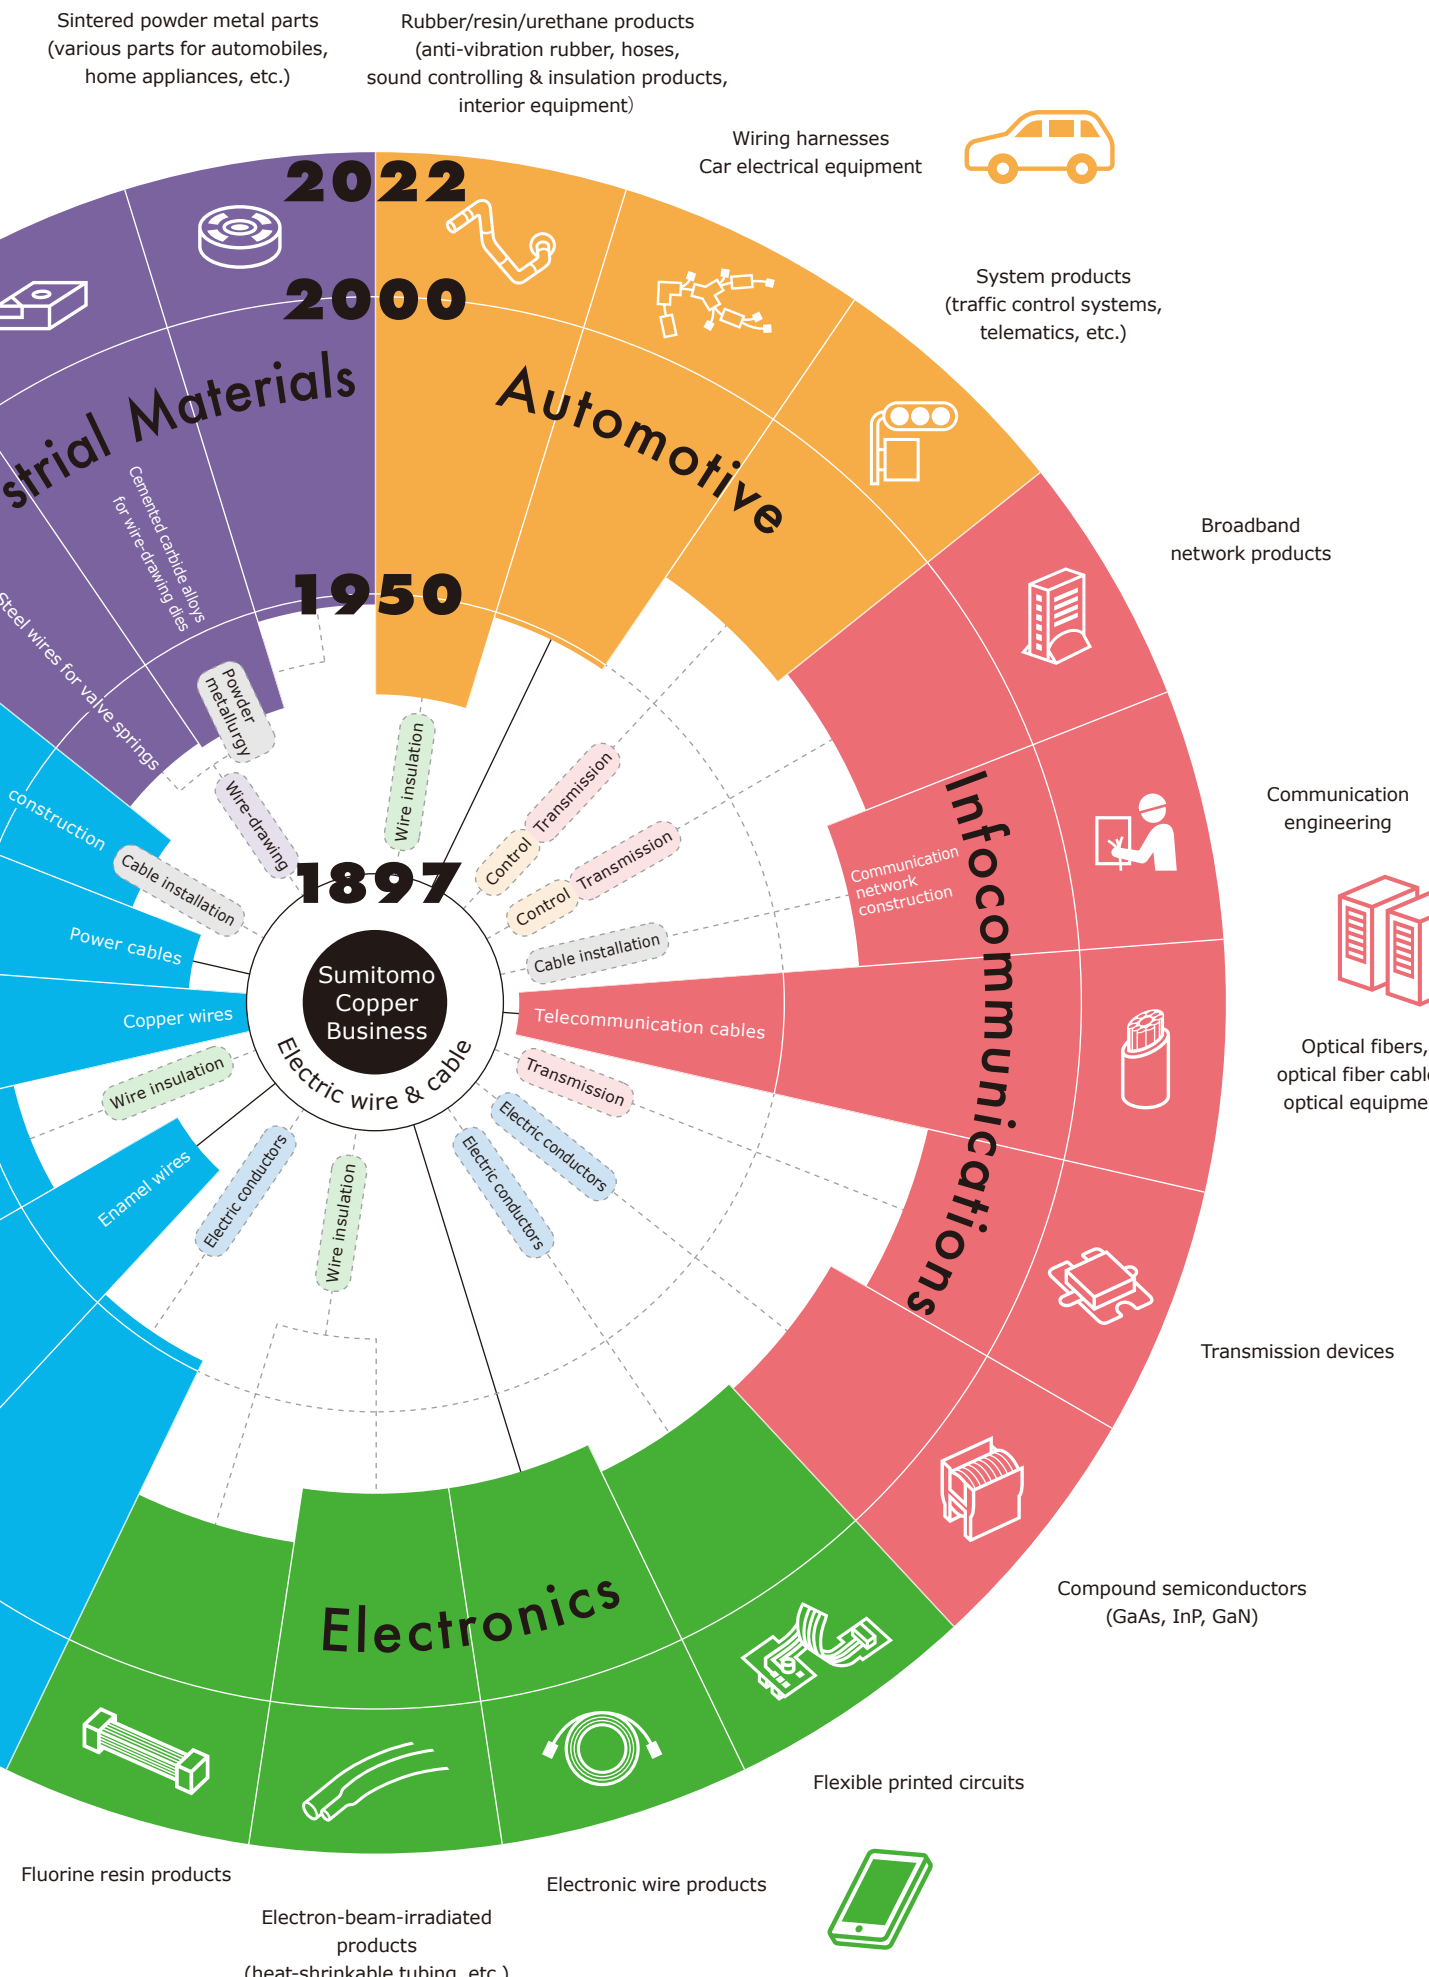 Sintered powder metal parts
(various parts for automobiles,
home appliances, etc.)
Rubber/resin/urethane products
(anti-vibration rubber, hoses,
sound controlling & insulation products,
interior equipment)
Wiring harnesses
Car electrical equipment
System products
(traffic control systems,
telematics, etc.)
Broadband
network products
Communication
engineering
Optical fibers,
optical fiber
optical
Transmission devices
Compound semiconductors
(GaAs, InP, GaN)
Flexible printed circuits
Electronic wire products
Electron-beam-irradiated
products
(heat-shrinkable tubing, etc.)
Fluorine resin products
2022
2000
1950
1897
Materials
Automotive
Infocommunications
Electronics
Cemented carbide alloys
for wire-drawing dies
Steel wires for valve springs
Powder
metallurgy
Wire-drawing
construction
Cable installation
Power cables
Copper wires
Wire insulation
Enamel wires
Electric conductors
Wire insulation
Electric conductors
Electric conductors
Transmission
Telecommunication cables
Cable installation
Communication
network
construction
Control
Transmission
Control
Transmission
Wire insulation
Sumitomo
Copper
Business
Electric wire & cable